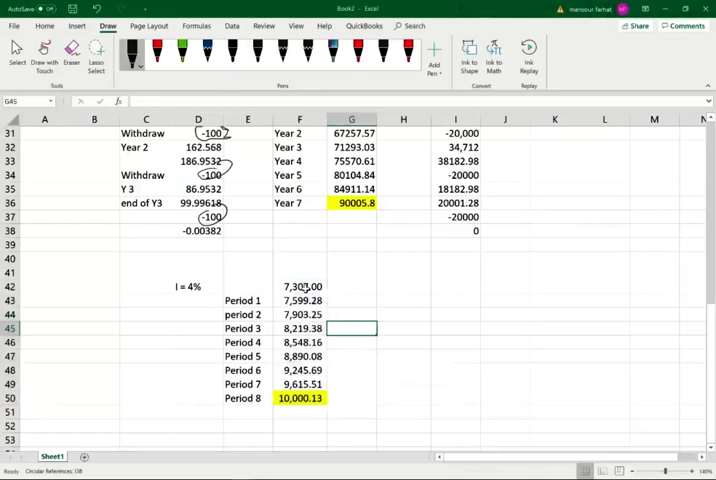 AutoSave Off Book2 - Excel mansour farhat MF
File Home Insert Draw Page Layout Formulas Data Review View Help QuickBooks Search Share Comments
Select Draw with Touch Eraser Lasso Select Add Pen Ink to Shape Ink to Math Ink Replay
Tools Pens Convert Replay
G45 fx
A B C D E F G H I J K L M N
31 Withdraw -100 Year 2 67257.57 -20,000
32 Year 2 162.568 Year 3 71293.03 34,712
33 186.9532 Year 4 75570.61 38182.98
34 Withdraw -100 Year 5 80104.84 -20000
35 Y 3 86.9532 Year 6 84911.14 18182.98
36 end of Y3 99.99618 Year 7 90005.8 20001.28
37 -100 -20000
38 -0.00382 0
39
40
41
42 I = 4% 7,307.00
43 Period 1 7,599.28
44 period 2 7,903.25
45 Period 3 8,219.38
46 Period 4 8,548.16
47 Period 5 8,890.08
48 Period 6 9,245.69
49 Period 7 9,615.51
50 Period 8 10,000.13
51
52
53
Sheet1
Ready Circular References: I38 140%